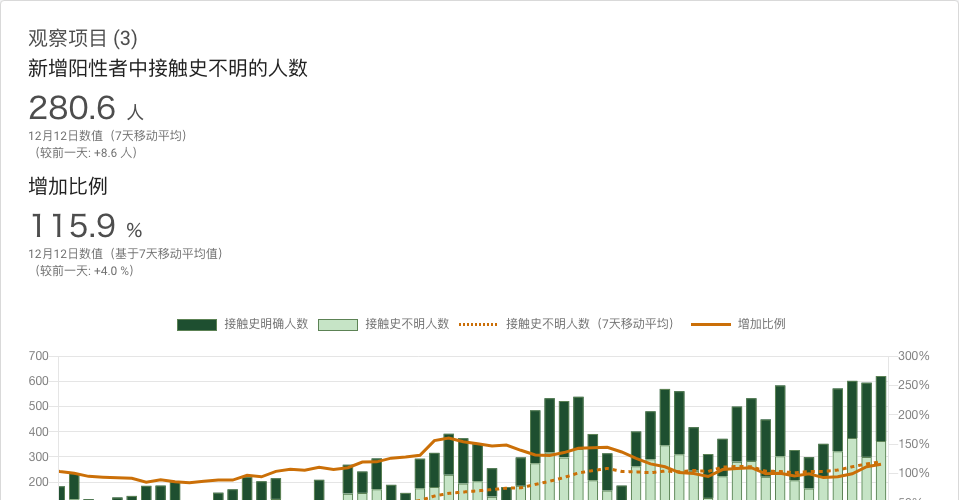 观察项目 (3)
新增阳性者中接触史不明的人数
280.6 人
12月12日数值（7天移动平均）
（较前一天: +8.6 人）
增加比例
115.9 %
12月12日数值（基于7天移动平均值）
（较前一天: +4.0 %）
接触史明确人数 接触史不明人数 接触史不明人数（7天移动平均） 增加比例
700 300%
600 250%
500 200%
400 150%
300 100%
200